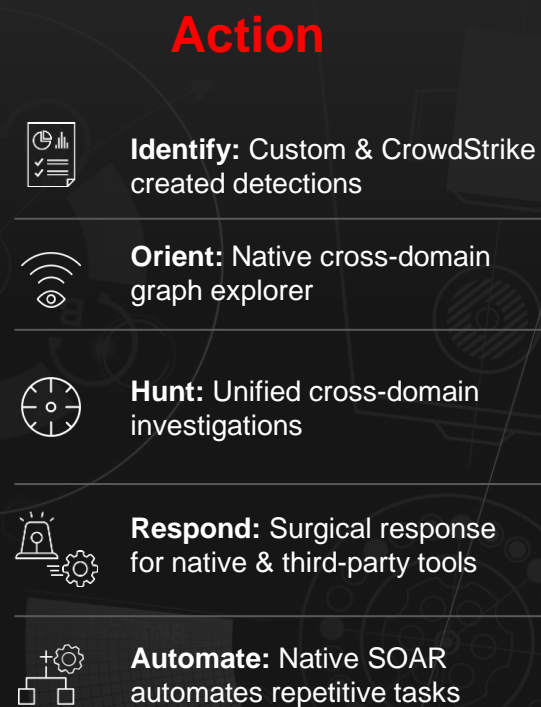 Action
Identify: Custom & CrowdStrike
created detections
Orient: Native cross-domain
graph explorer
Hunt: Unified cross-domain
investigations
Respond: Surgical response
for native & third-party tools
Automate: Native SOAR
automates repetitive tasks